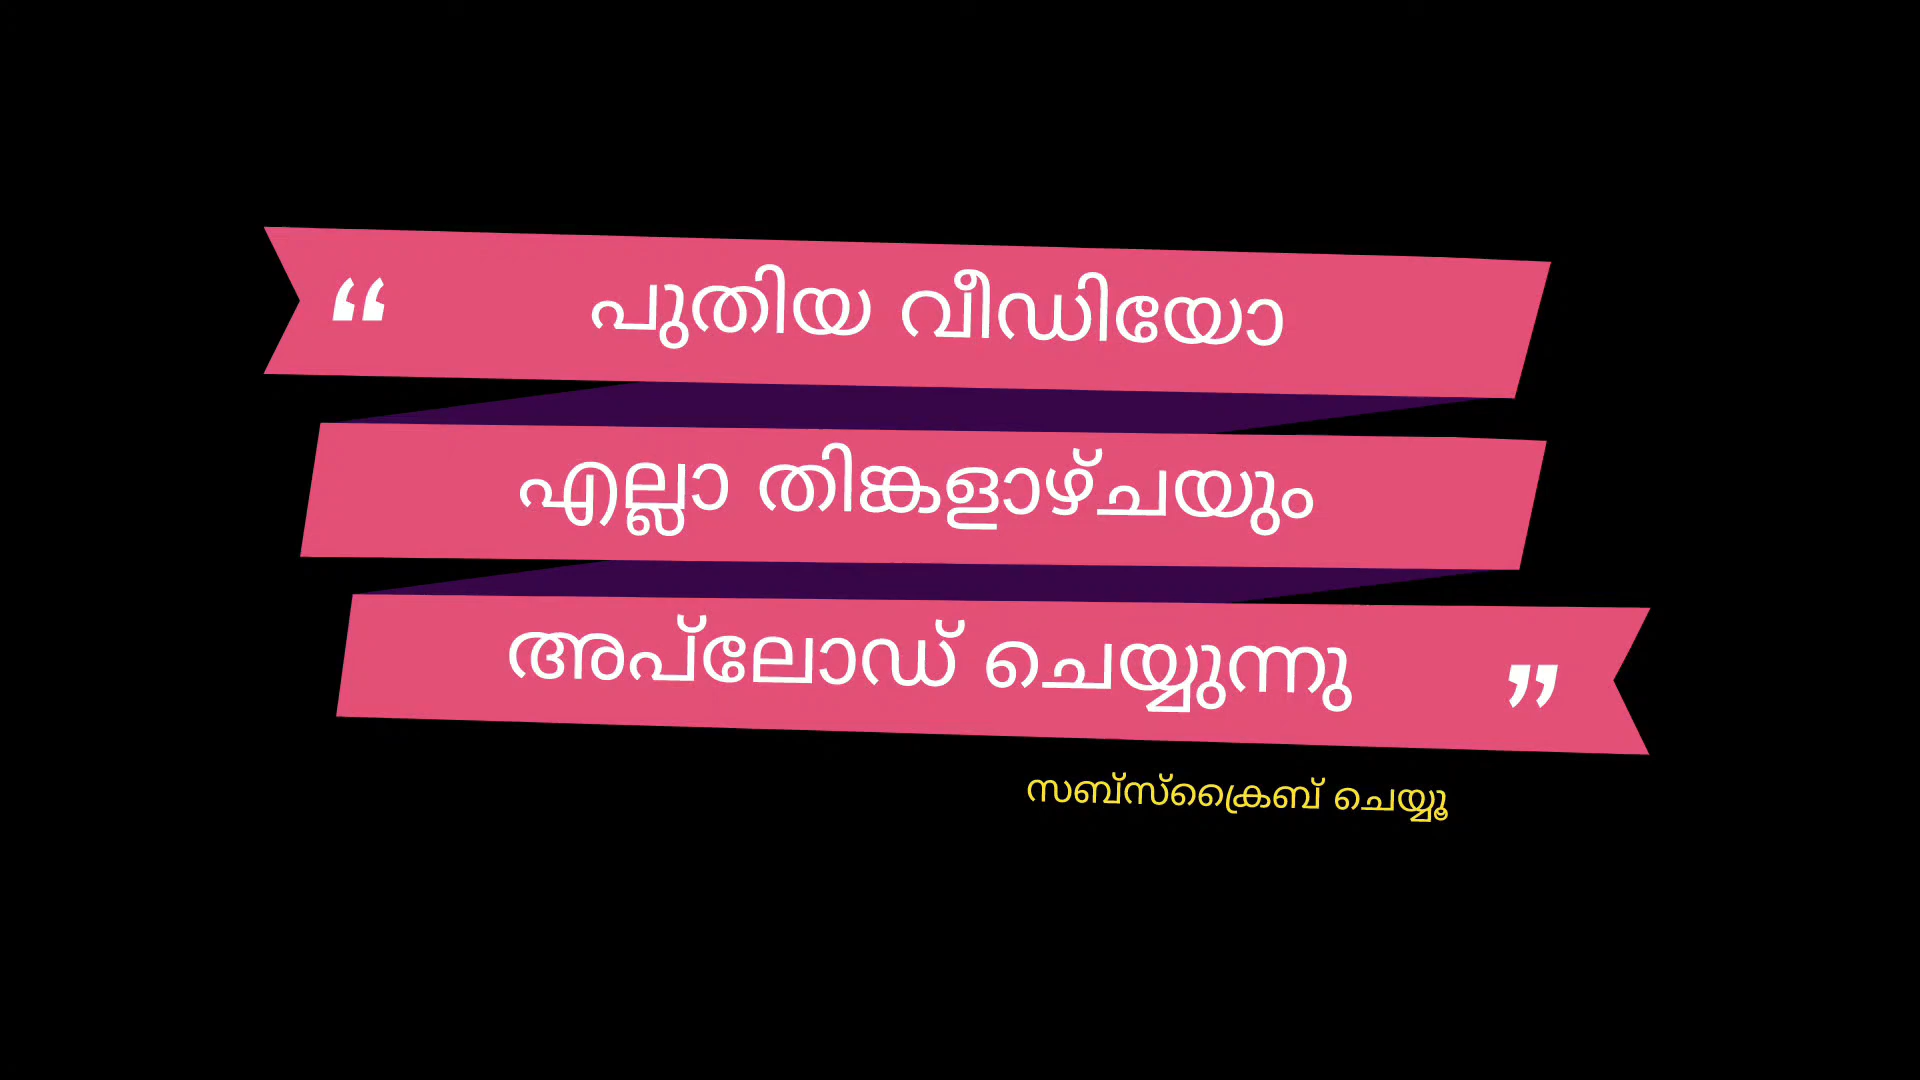 “ പുതിയ വീഡിയോ
എല്ലാ തിങ്കളാഴ്ചയും
അപ്‌ലോഡ് ചെയ്യുന്നു ”
സബ്സ്ക്രൈബ് ചെയ്യൂ